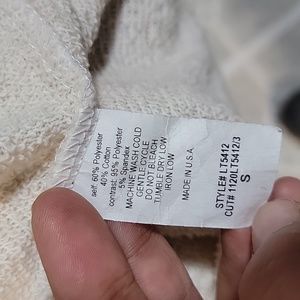 self: 60% Polyester
40% Cotton
contrast: 95% Polyester
5% Spandex
MACHINE WASH COLD
GENTLE CYCLE
DO NOT BLEACH
TUMBLE DRY LOW
IRON LOW
MADE IN U.S.A.
STYLE# LT5412
CUT# 1120LT5412/3
S